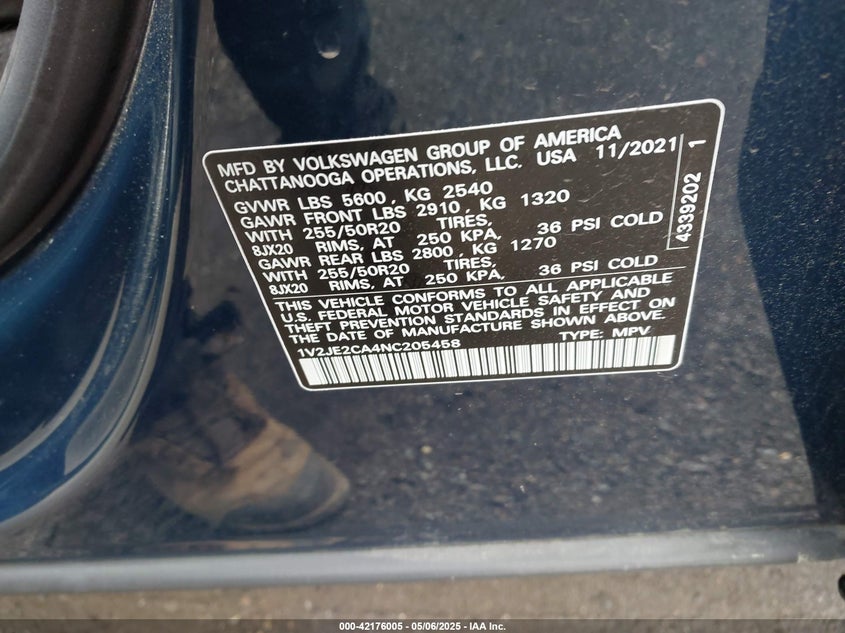 MFD BY VOLKSWAGEN GROUP OF AMERICA
CHATTANOOGA OPERATIONS, LLC. USA 11/2021
GVWR LBS 5600 , KG 2540
GAWR FRONT LBS 2910, KG 1320
WITH 255/50R20 TIRES,
8JX20 RIMS, AT 250 KPA, 36 PSI COLD
GAWR REAR LBS 2800, KG 1270
WITH 255/50R20 TIRES,
8JX20 RIMS, AT 250 KPA, 36 PSI COLD
THIS VEHICLE CONFORMS TO ALL APPLICABLE
U.S. FEDERAL MOTOR VEHICLE SAFETY AND
THEFT PREVENTION STANDARDS IN EFFECT ON
THE DATE OF MANUFACTURE SHOWN ABOVE.
1V2JE2CA4NC205458 TYPE: MPV
4339202 1
000-42176005 - 05/06/2025 - IAA Inc.